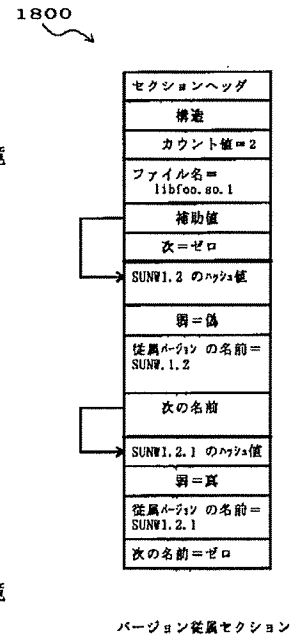 1800
セクションヘッダ
構造
カウント値=2
ファイル名=
libfoo.so.1
補助値
次=ゼロ
SUNW1.2 のハッシュ値
弱=偽
従属バージョン の名前=
SUNW.1.2
次の名前
SUNW1.2.1 のハッシュ値
弱=真
従属バージョン の名前=
SUNW1.2.1
次の名前=ゼロ
バージョン従属セクション